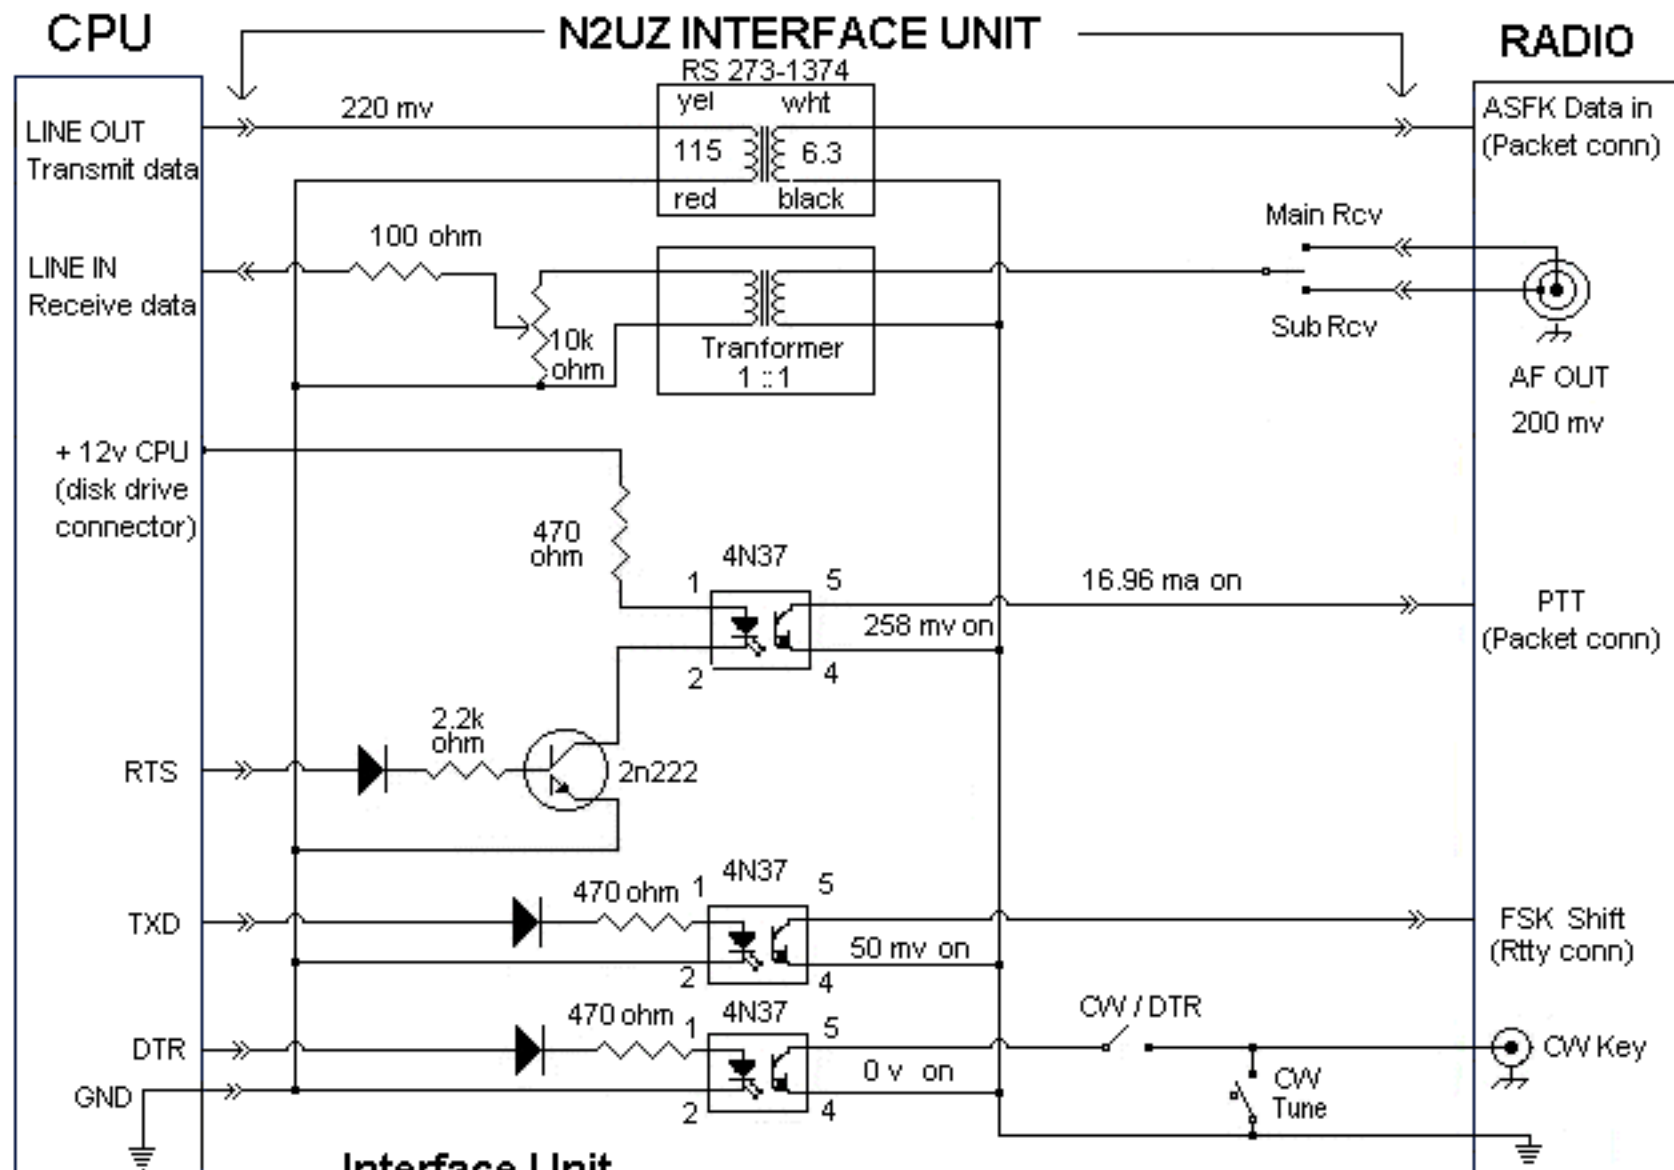 CPU
N2UZ INTERFACE UNIT
RADIO
RS 273-1374
LINE OUT
Transmit data
220 mv
yel wht
115 6.3
red black
ASFK Data in
(Packet conn)
LINE IN
Receive data
100 ohm
10k
ohm
Tranformer
1 :: 1
Main Rcv
Sub Rcv
AF OUT
200 mv
+ 12v CPU
(disk drive
connector)
470
ohm
4N37
1
5
2
4
258 mv on
16.96 ma on
PTT
(Packet conn)
RTS
2.2k
ohm
2n222
TXD
470 ohm
4N37
1
5
2
4
50 mv on
FSK Shift
(Rtty conn)
DTR
470 ohm
4N37
1
5
2
4
0 v on
CW / DTR
CW Key
CW
Tune
GND
Interface Unit